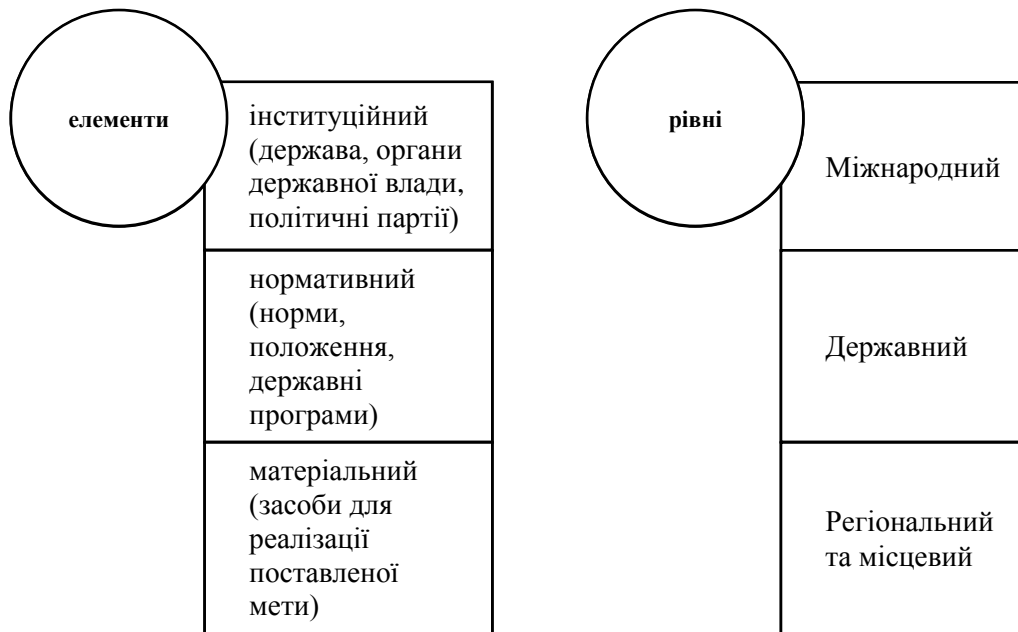 елементи
інституційний
(держава, органи
державної влади,
політичні партії)
нормативний
(норми,
положення,
державні
програми)
матеріальний
(засоби для
реалізації
поставленої
мети)
рівні
Міжнародний
Державний
Регіональний
та місцевий